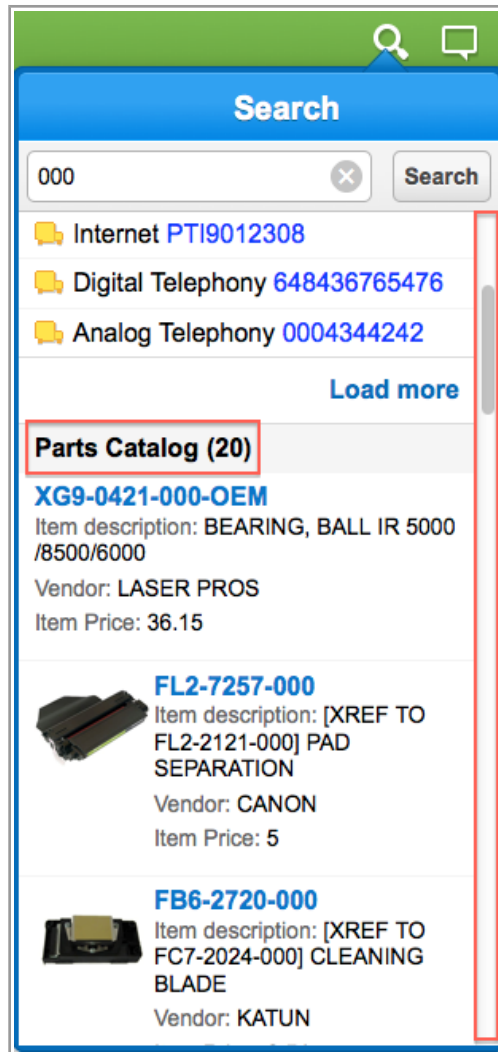 Search
000
Search
Internet PTI9012308
Digital Telephony 648436765476
Analog Telephony 0004344242
Load more
Parts Catalog (20)
XG9-0421-000-OEM
Item description: BEARING, BALL IR 5000
/8500/6000
Vendor: LASER PROS
Item Price: 36.15
FL2-7257-000
Item description: [XREF TO
FL2-2121-000] PAD
SEPARATION
Vendor: CANON
Item Price: 5
FB6-2720-000
Item description: [XREF TO
FC7-2024-000] CLEANING
BLADE
Vendor: KATUN